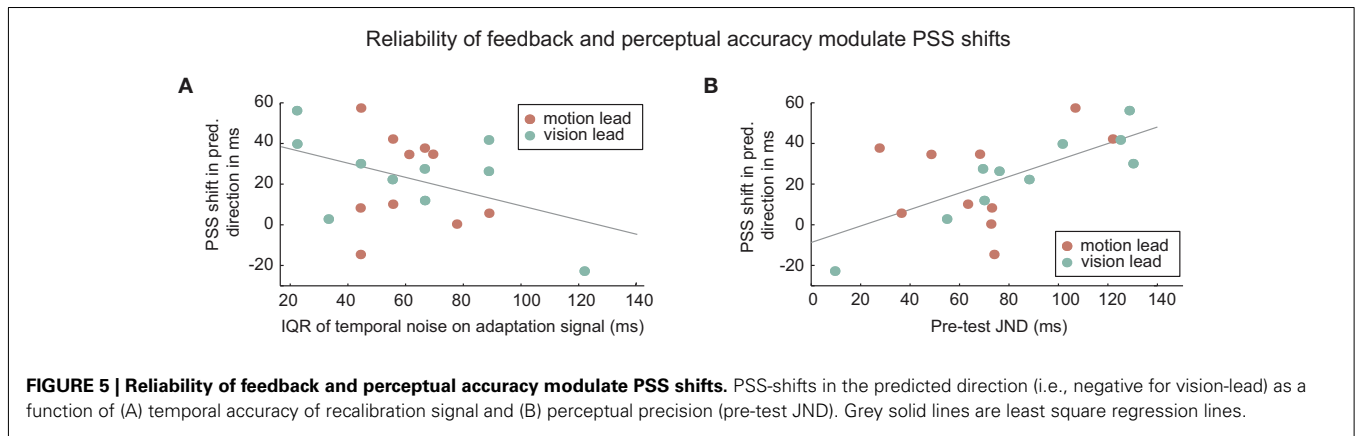 Reliability of feedback and perceptual accuracy modulate PSS shifts
A
PSS shift in pred.
direction in ms
60
40
20
0
-20
motion lead
vision lead
20 40 60 80 100 120 140
IQR of temporal noise on adaptation signal (ms)
B
PSS shift in pred.
direction in ms
60
40
20
0
-20
motion lead
vision lead
0 20 40 60 80 100 120 140
Pre-test JND (ms)
FIGURE 5 | Reliability of feedback and perceptual accuracy modulate PSS shifts. PSS-shifts in the predicted direction (i.e., negative for vision-lead) as a
function of (A) temporal accuracy of recalibration signal and (B) perceptual precision (pre-test JND). Grey solid lines are least square regression lines.